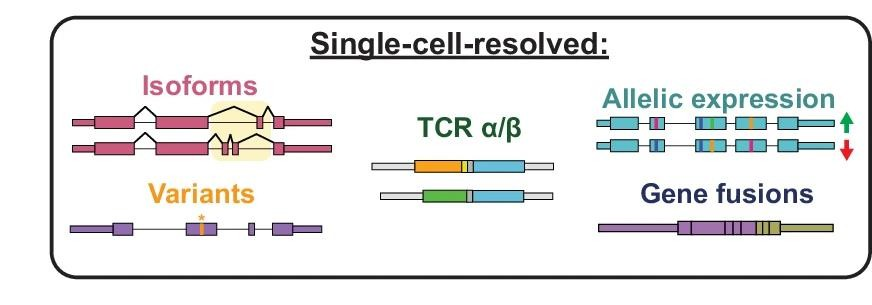 Single-cell-resolved:
Isoforms
Allelic expression
TCR α/β
Variants
*
Gene fusions